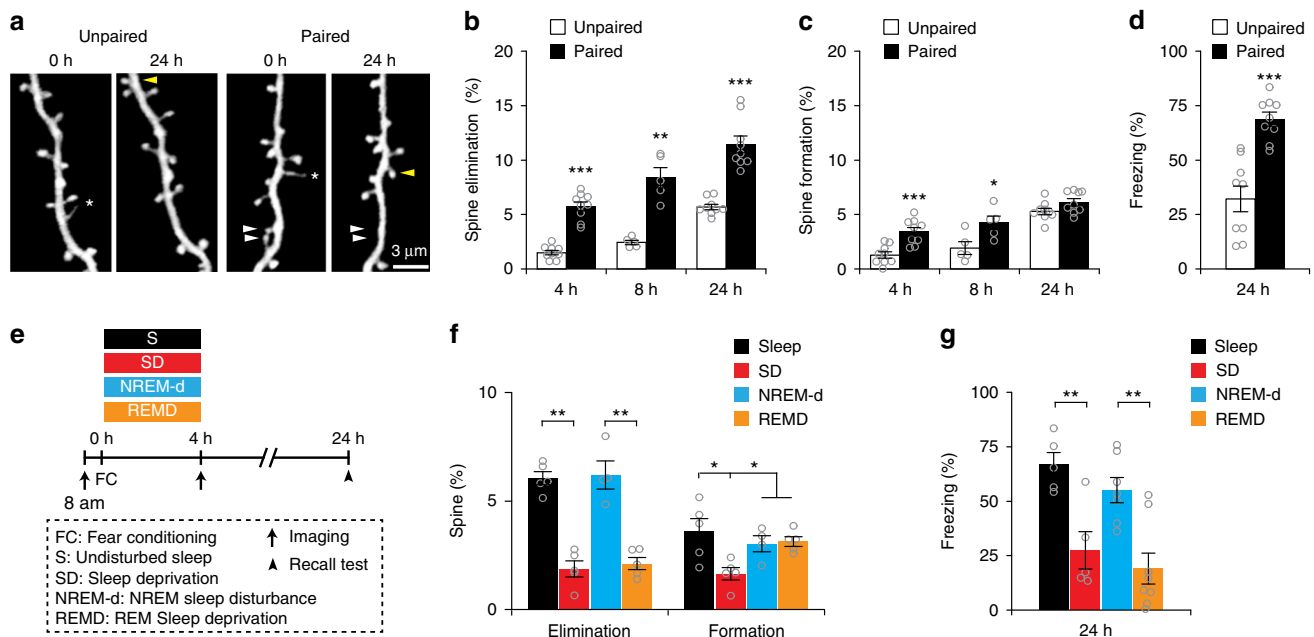 a
Unpaired
Paired
0 h
24 h
0 h
24 h
*
*
3 μm
b
Unpaired
Paired
Spine elimination (%)
20
15
10
5
0
***
**
***
4 h
8 h
24 h
c
Unpaired
Paired
Spine formation (%)
20
15
10
5
0
***
*
4 h
8 h
24 h
d
Unpaired
Paired
Freezing (%)
100
75
50
25
0
***
24 h
e
S
SD
NREM-d
REMD
0 h
4 h
24 h
FC
8 am
FC: Fear conditioning
S: Undisturbed sleep
SD: Sleep deprivation
NREM-d: NREM sleep disturbance
REMD: REM Sleep deprivation
Imaging
Recall test
f
Sleep
SD
NREM-d
REMD
Spine (%)
10
5
0
**
**
*
*
Elimination
Formation
g
Sleep
SD
NREM-d
REMD
Freezing (%)
100
75
50
25
0
**
**
24 h